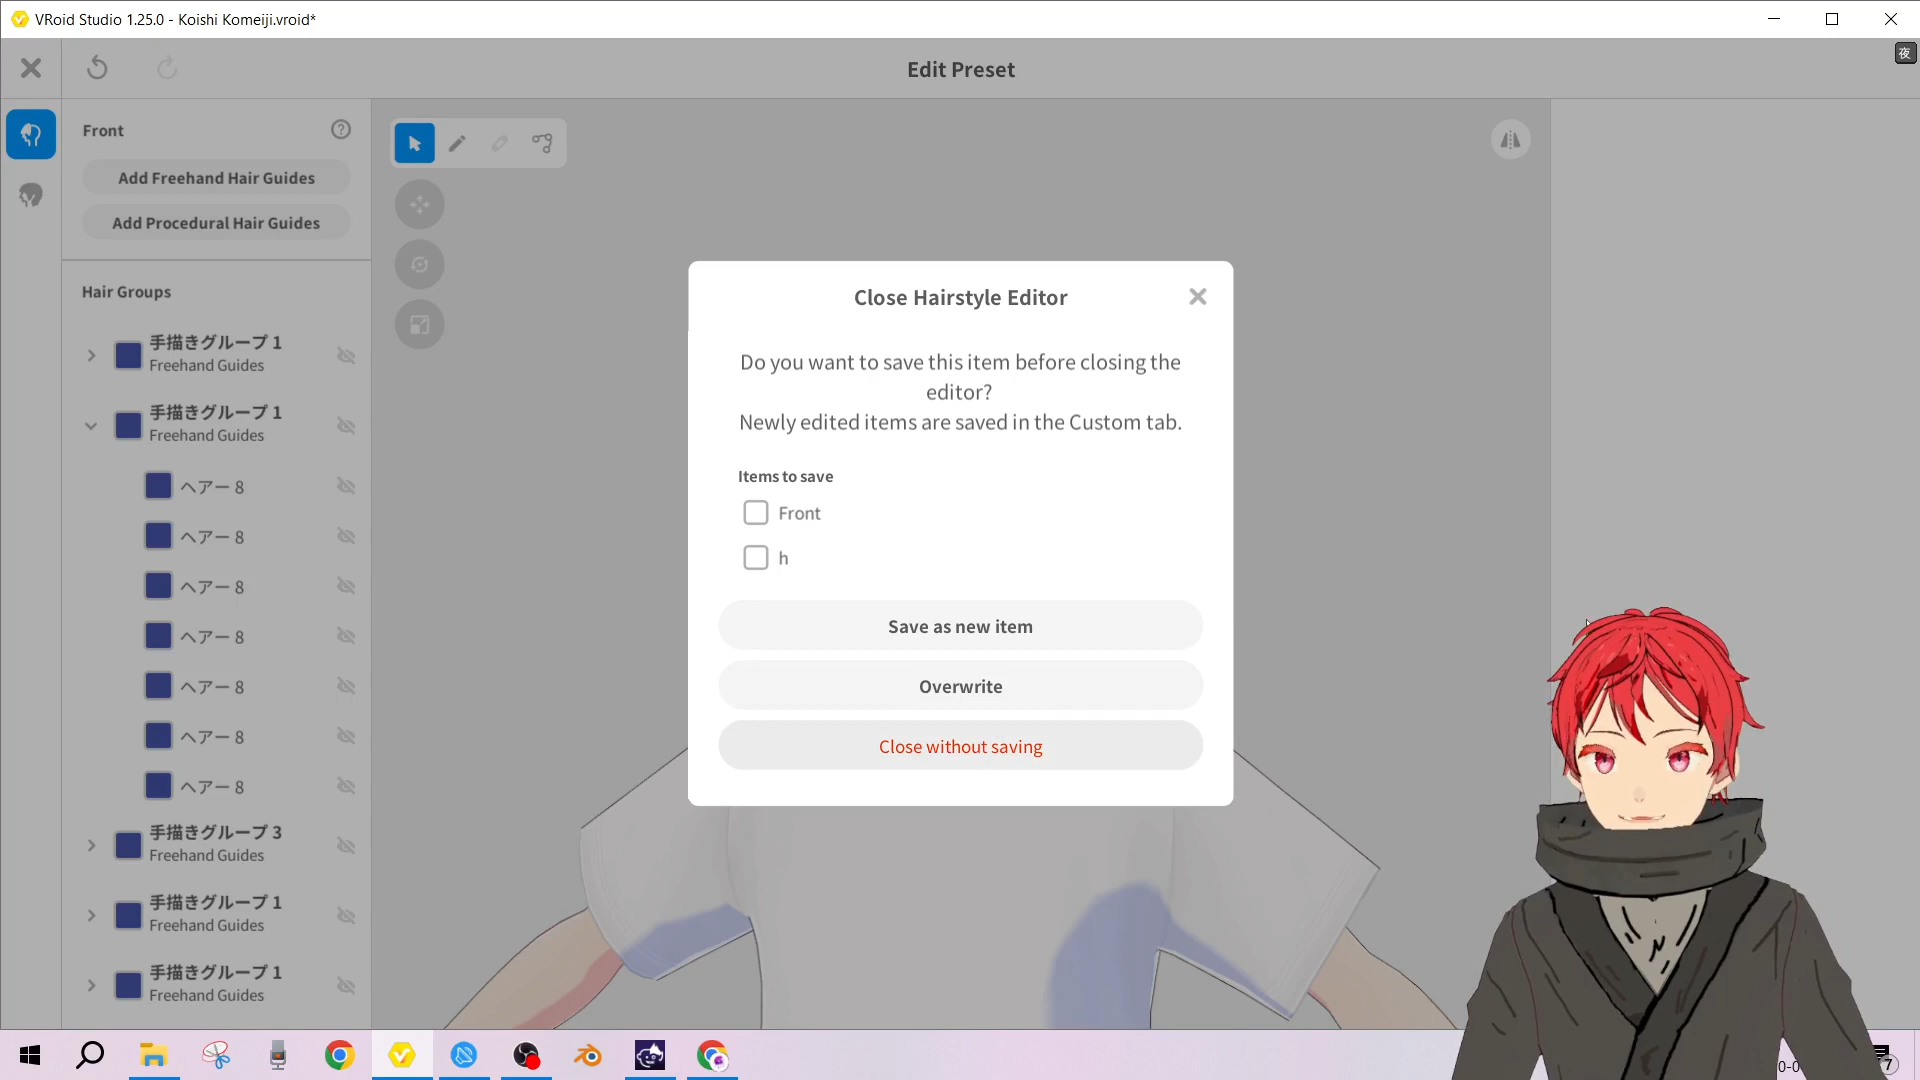 VRoid Studio 1.25.0 - Koishi Komeiji.vroid*
夜
Edit Preset
Front
Add Freehand Hair Guides
Add Procedural Hair Guides
Hair Groups
手描きグループ 1
Freehand Guides
手描きグループ 1
Freehand Guides
ヘアー 8
ヘアー 8
ヘアー 8
ヘアー 8
ヘアー 8
ヘアー 8
ヘアー 8
手描きグループ 3
Freehand Guides
手描きグループ 1
Freehand Guides
手描きグループ 1
Freehand Guides
Close Hairstyle Editor
Do you want to save this item before closing the
editor?
Newly edited items are saved in the Custom tab.
Items to save
Front
h
Save as new item
Overwrite
Close without saving
7